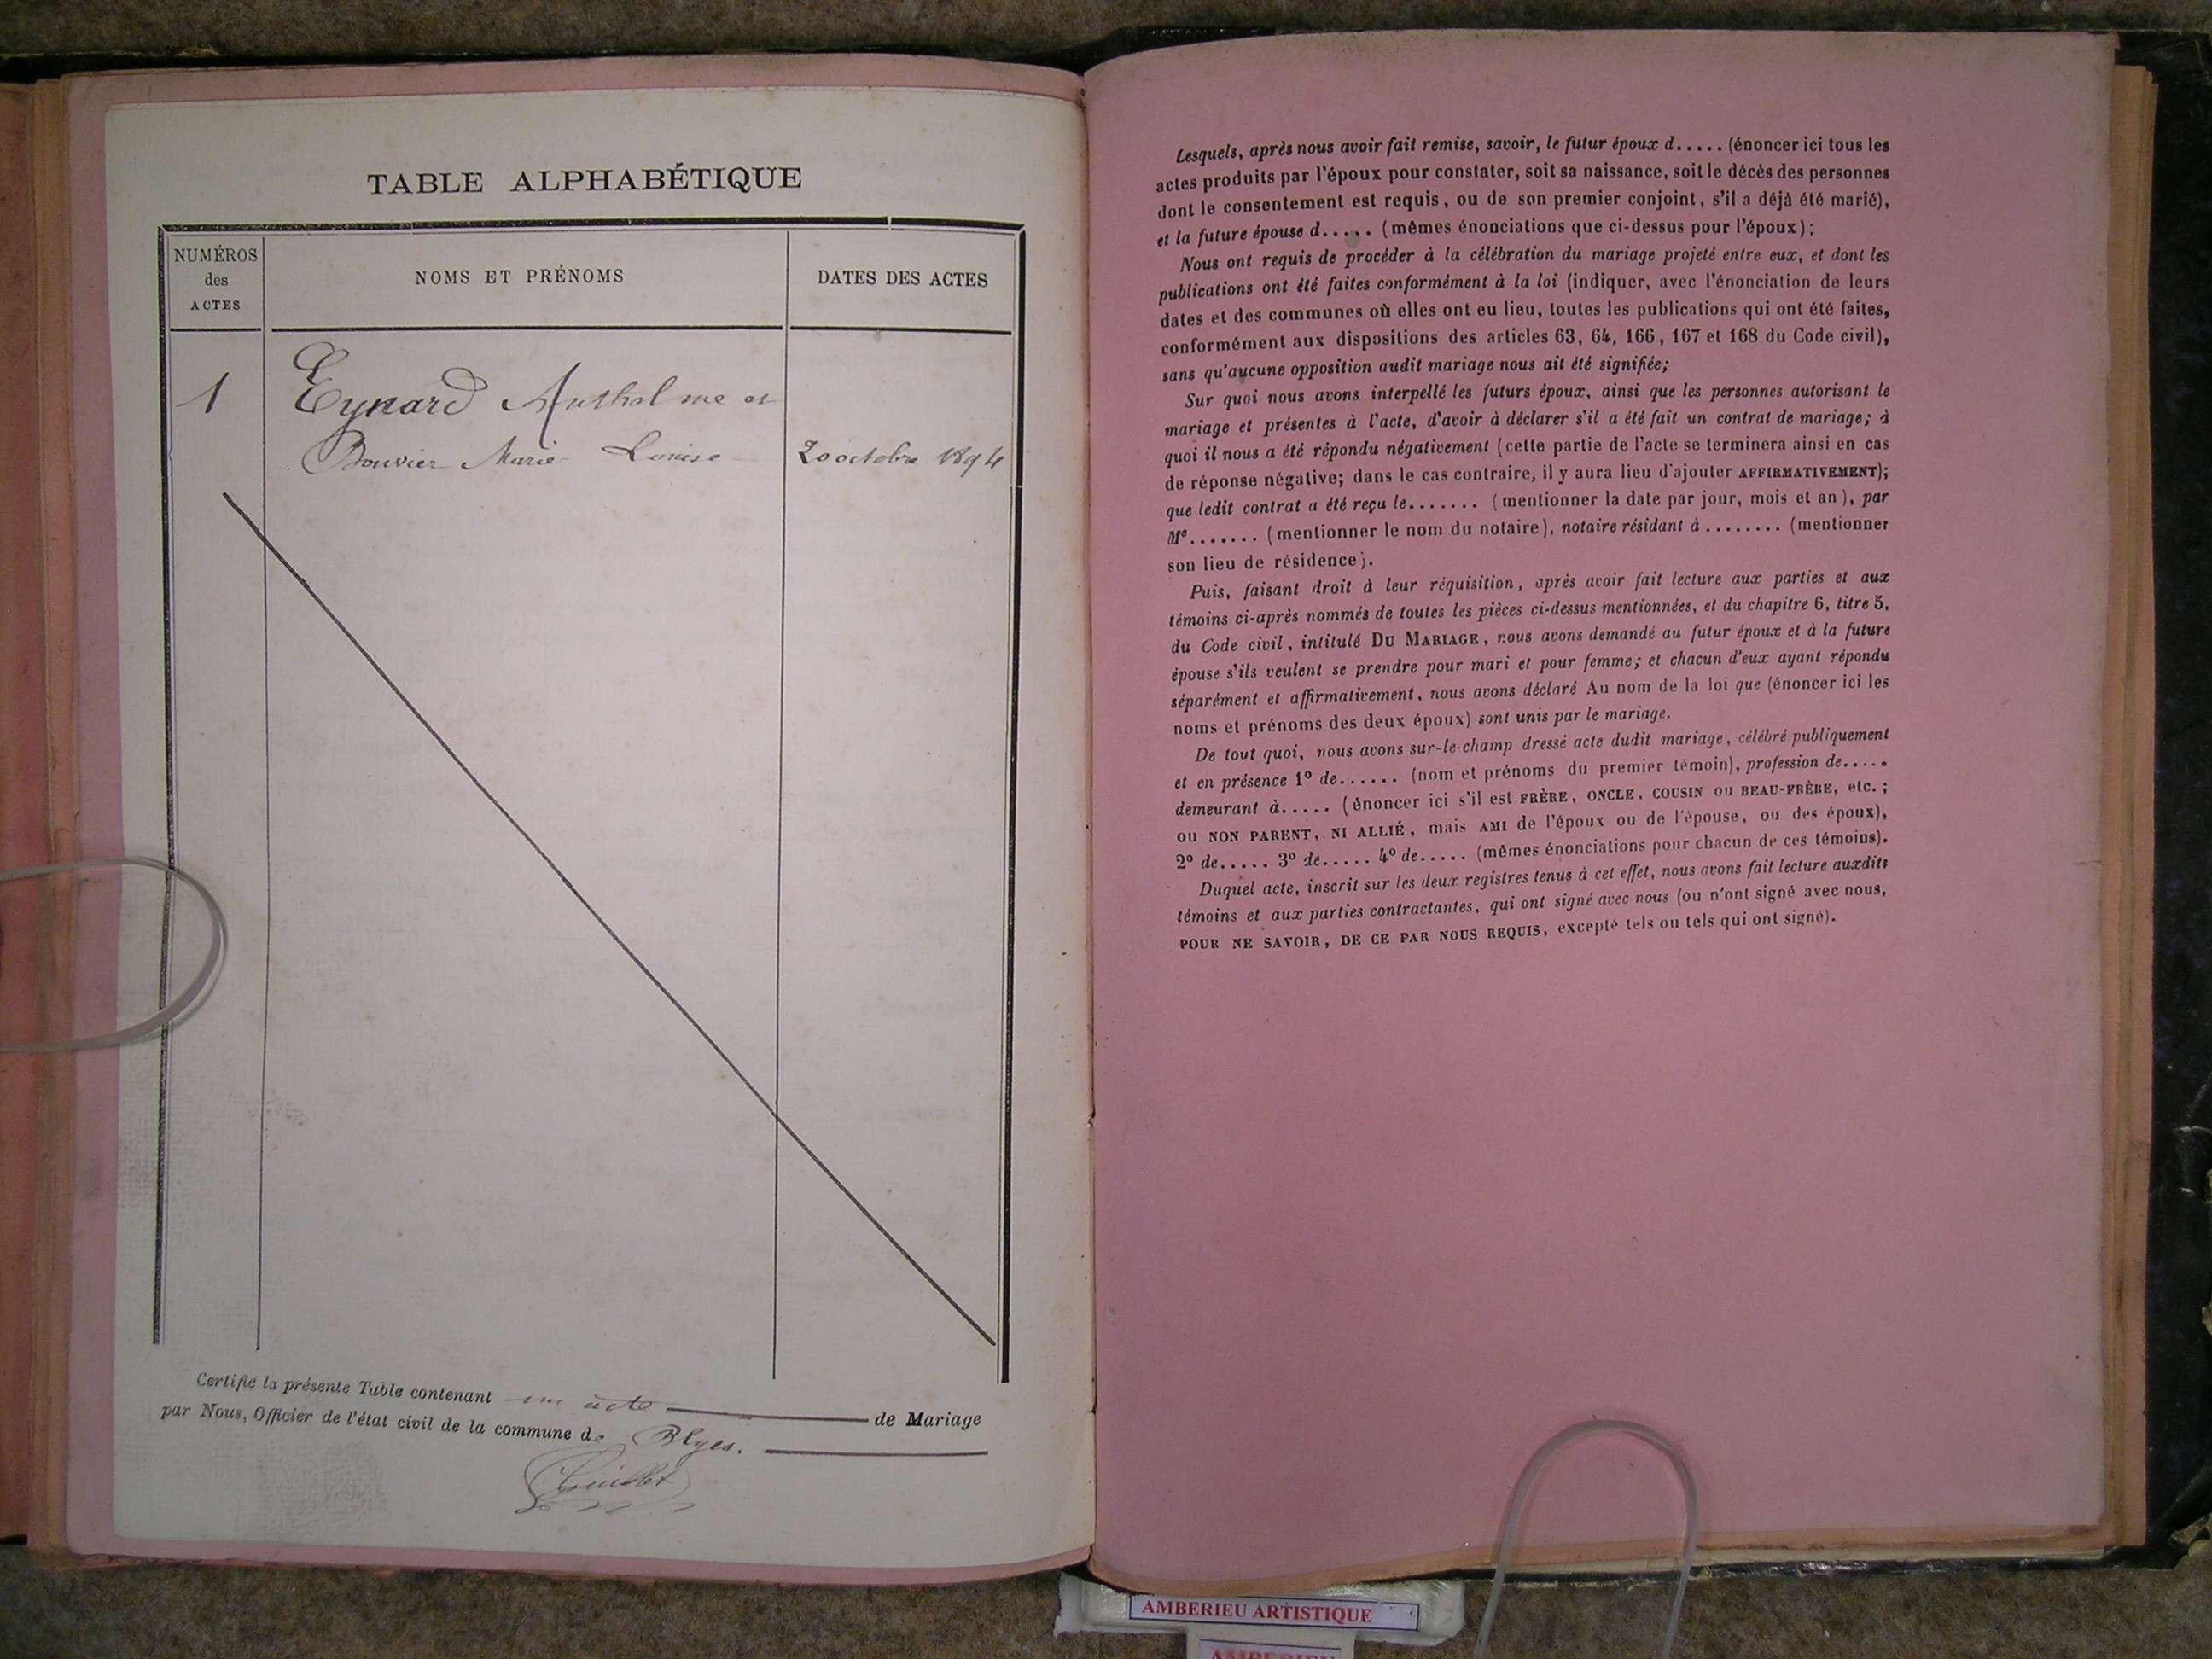 TABLE ALPHABÉTIQUE
NUMÉROS
des
ACTES
NOMS ET PRÉNOMS
DATES DES ACTES
1
Eynard Anthelme et
Bouvier Marie Louise
20 octobre 1894
Certifié la présente Table contenant un acte de Mariage
par Nous, Officier de l'état civil de la commune de Blyes.
Lesquels, après nous avoir fait remise, savoir, le futur époux d..... (énoncer ici tous les
actes produits par l'époux pour constater, soit sa naissance, soit le décès des personnes
dont le consentement est requis, ou de son premier conjoint, s'il a déjà été marié),
et la future épouse d..... (mêmes énonciations que ci-dessus pour l'époux);
Nous ont requis de procéder à la célébration du mariage projeté entre eux, et dont les
publications ont été faites conformément à la loi (indiquer, avec l'énonciation de leurs
dates et des communes où elles ont eu lieu, toutes les publications qui ont été faites,
conformément aux dispositions des articles 63, 64, 166, 167 et 168 du Code civil),
sans qu'aucune opposition audit mariage nous ait été signifiée;
Sur quoi nous avons interpellé les futurs époux, ainsi que les personnes autorisant le
mariage et présentes à l'acte, d'avoir à déclarer s'il a été fait un contrat de mariage; à
quoi il nous a été répondu négativement (cette partie de l'acte se terminera ainsi en cas
de réponse négative; dans le cas contraire, il y aura lieu d'ajouter AFFIRMATIVEMENT);
que ledit contrat a été reçu le....... (mentionner la date par jour, mois et an), par
Me....... (mentionner le nom du notaire), notaire résidant à ........ (mentionner
son lieu de résidence).
Puis, faisant droit à leur réquisition, après avoir fait lecture aux parties et aux
témoins ci-après nommés de toutes les pièces ci-dessus mentionnées, et du chapitre 6, titre 5,
du Code civil, intitulé DU MARIAGE, nous avons demandé au futur époux et à la future
épouse s'ils veulent se prendre pour mari et pour femme; et chacun d'eux ayant répondu
séparément et affirmativement, nous avons déclaré Au nom de la loi que (énoncer ici les
noms et prénoms des deux époux) sont unis par le mariage.
De tout quoi, nous avons sur-le-champ dressé acte dudit mariage, célébré publiquement
et en présence 1º de...... (nom et prénoms du premier témoin), profession de.....
demeurant à..... (énoncer ici s'il est FRÈRE, ONCLE, COUSIN ou BEAU-FRÈRE, etc.;
ou NON PARENT, NI ALLIÉ, mais AMI de l'époux ou de l'épouse, ou des époux),
2º de..... 3º de..... 4º de..... (mêmes énonciations pour chacun de ces témoins).
Duquel acte, inscrit sur les deux registres tenus à cet effet, nous avons fait lecture auxdits
témoins et aux parties contractantes, qui ont signé avec nous (ou n'ont signé avec nous,
POUR NE SAVOIR, DE CE PAR NOUS REQUIS, excepté tels ou tels qui ont signé).
AMBERIEU ARTISTIQUE
AMBERIEU